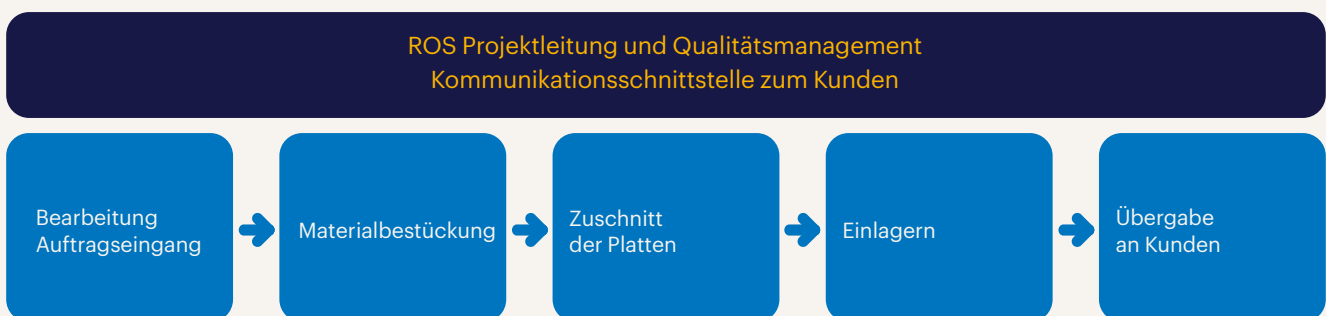 ROS Projektleitung und Qualitätsmanagement
Kommunikationsschnittstelle zum Kunden
Bearbeitung
Auftragseingang
Materialbestückung
Zuschnitt
der Platten
Einlagern
Übergabe
an Kunden